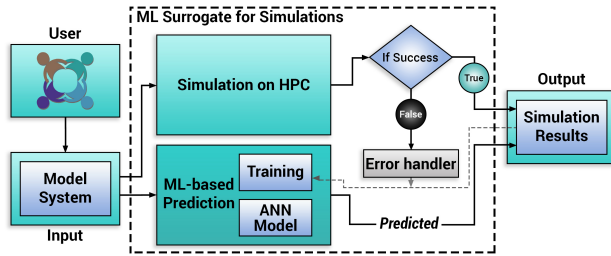 ML Surrogate for Simulations
User
Simulation on HPC
If Success
True
False
Output
Simulation
Results
Model
System
Input
ML-based
Prediction
Training
ANN
Model
Error handler
Predicted